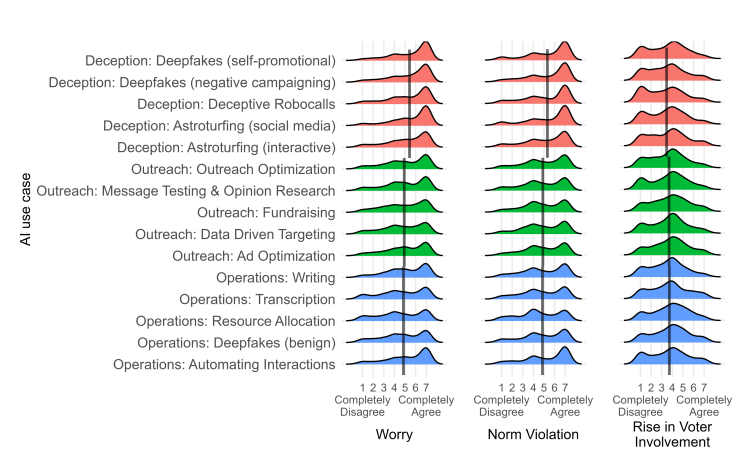 AI use case
Deception: Deepfakes (self-promotional)
Deception: Deepfakes (negative campaigning)
Deception: Deceptive Robocalls
Deception: Astroturfing (social media)
Deception: Astroturfing (interactive)
Outreach: Outreach Optimization
Outreach: Message Testing & Opinion Research
Outreach: Fundraising
Outreach: Data Driven Targeting
Outreach: Ad Optimization
Operations: Writing
Operations: Transcription
Operations: Resource Allocation
Operations: Deepfakes (benign)
Operations: Automating Interactions
1 2 3 4 5 6 7
Completely Disagree
Completely Agree
Worry
1 2 3 4 5 6 7
Completely Disagree
Completely Agree
Norm Violation
1 2 3 4 5 6 7
Completely Disagree
Completely Agree
Rise in Voter
Involvement